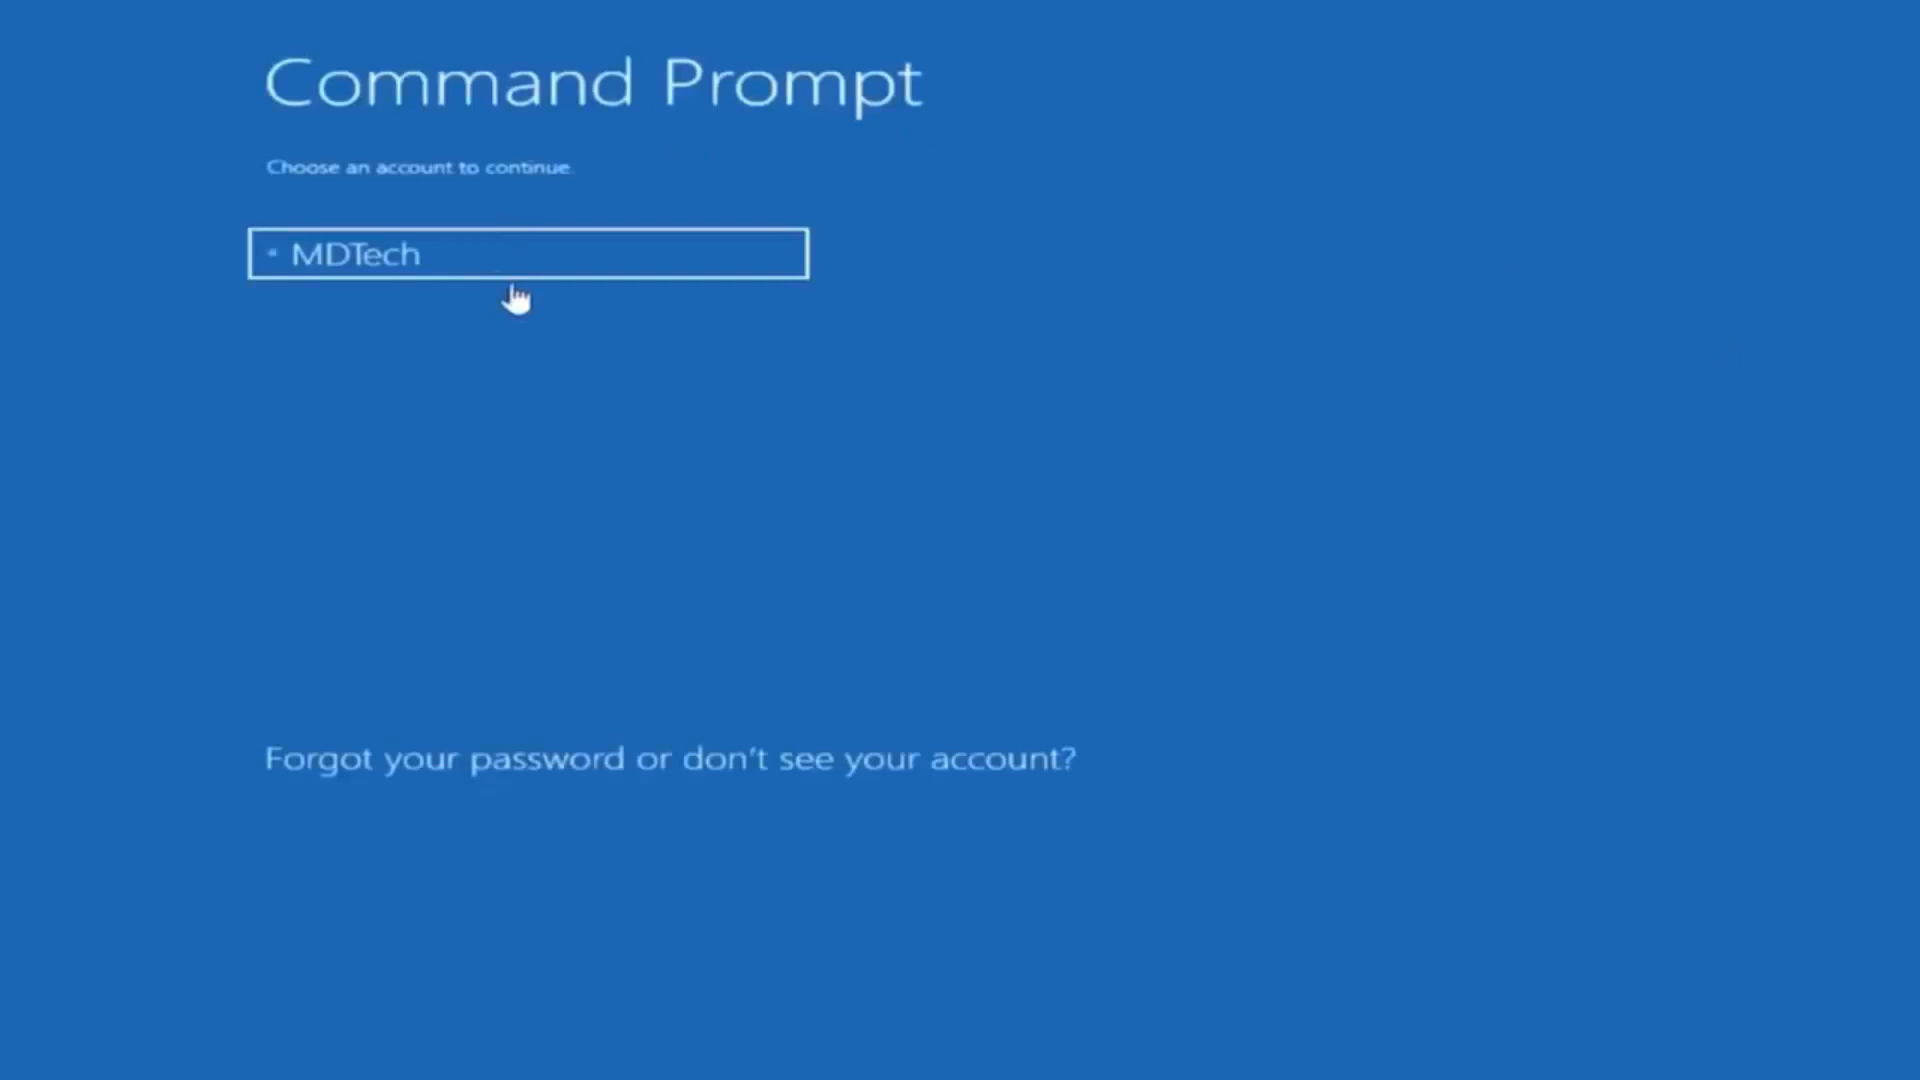 Command Prompt
Choose an account to continue.
MDTech
Forgot your password or don't see your account?